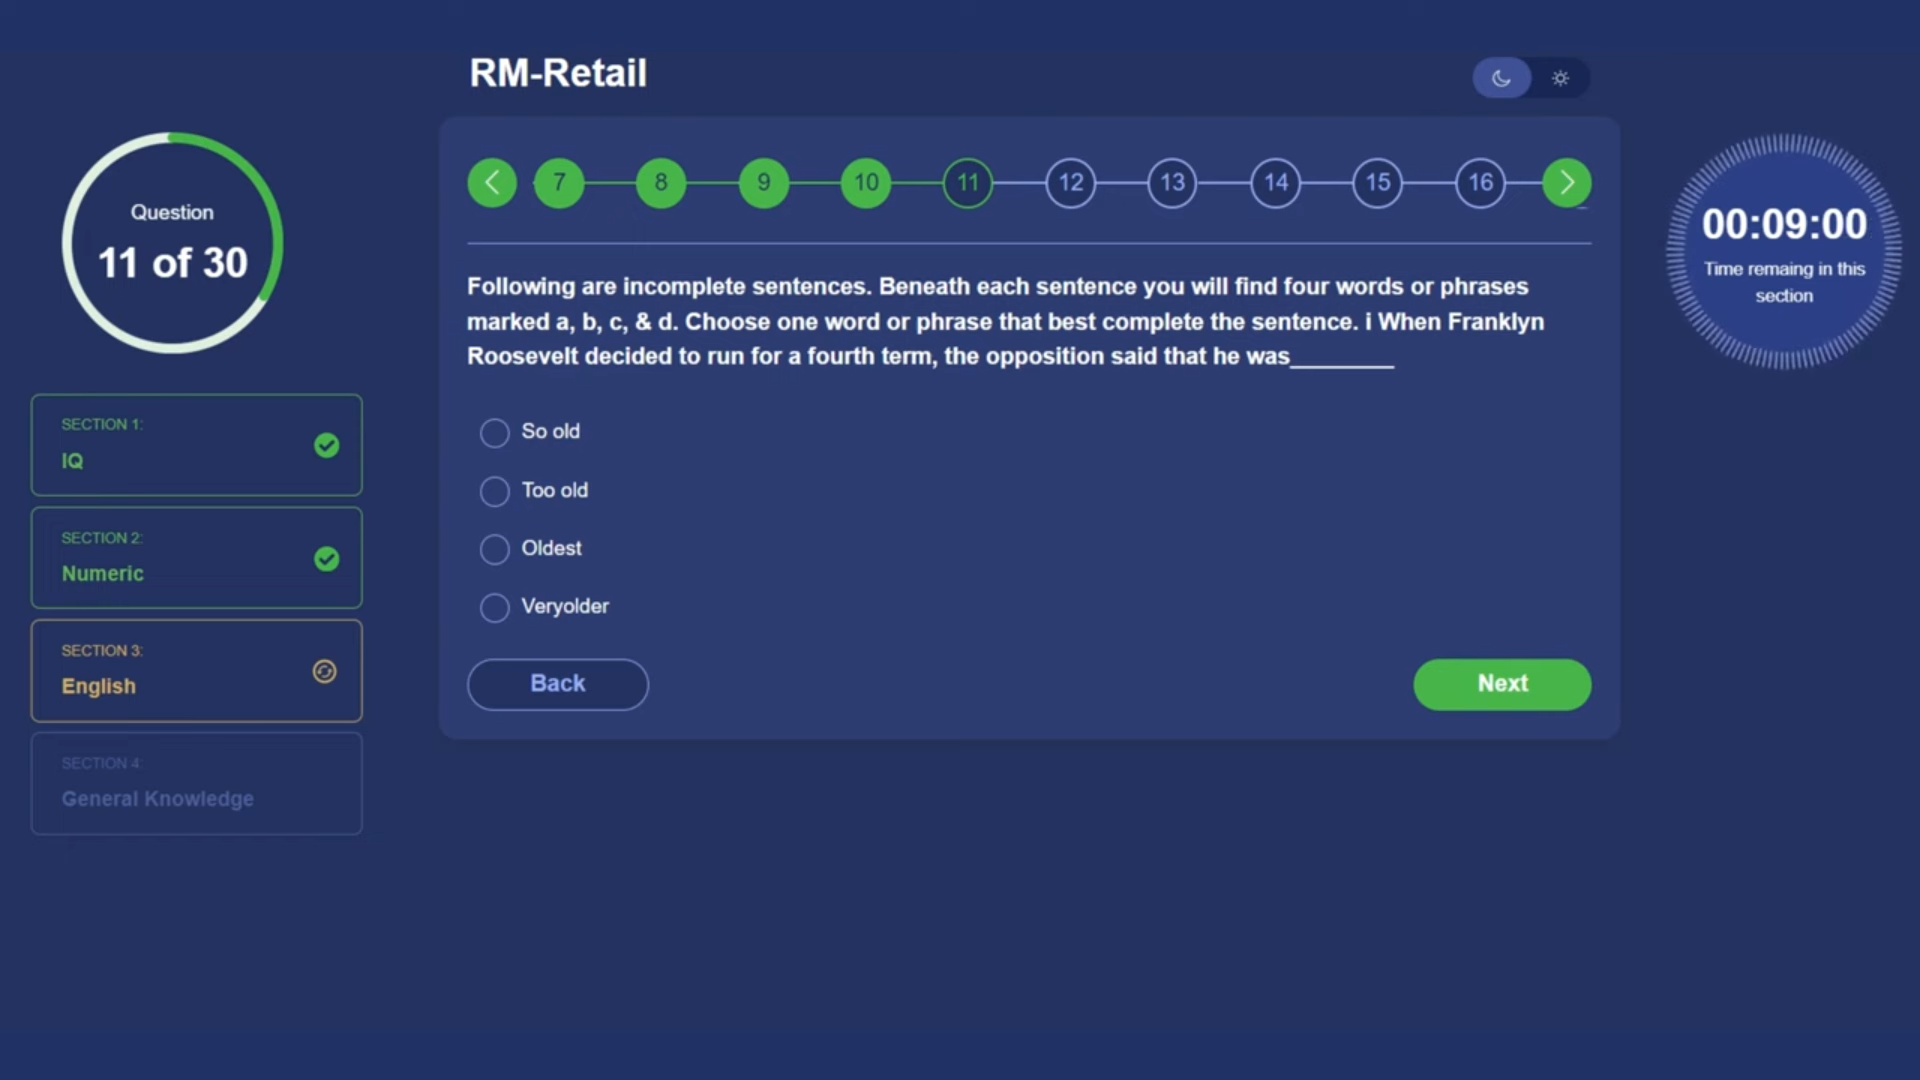 RM-Retail
Question
11 of 30
7 8 9 10 11 12 13 14 15 16
00:09:00
Time remaing in this
section
Following are incomplete sentences. Beneath each sentence you will find four words or phrases
marked a, b, c, & d. Choose one word or phrase that best complete the sentence. i When Franklyn
Roosevelt decided to run for a fourth term, the opposition said that he was________
So old
Too old
Oldest
Veryolder
Back
Next
SECTION 1:
IQ
SECTION 2:
Numeric
SECTION 3:
English
SECTION 4:
General Knowledge